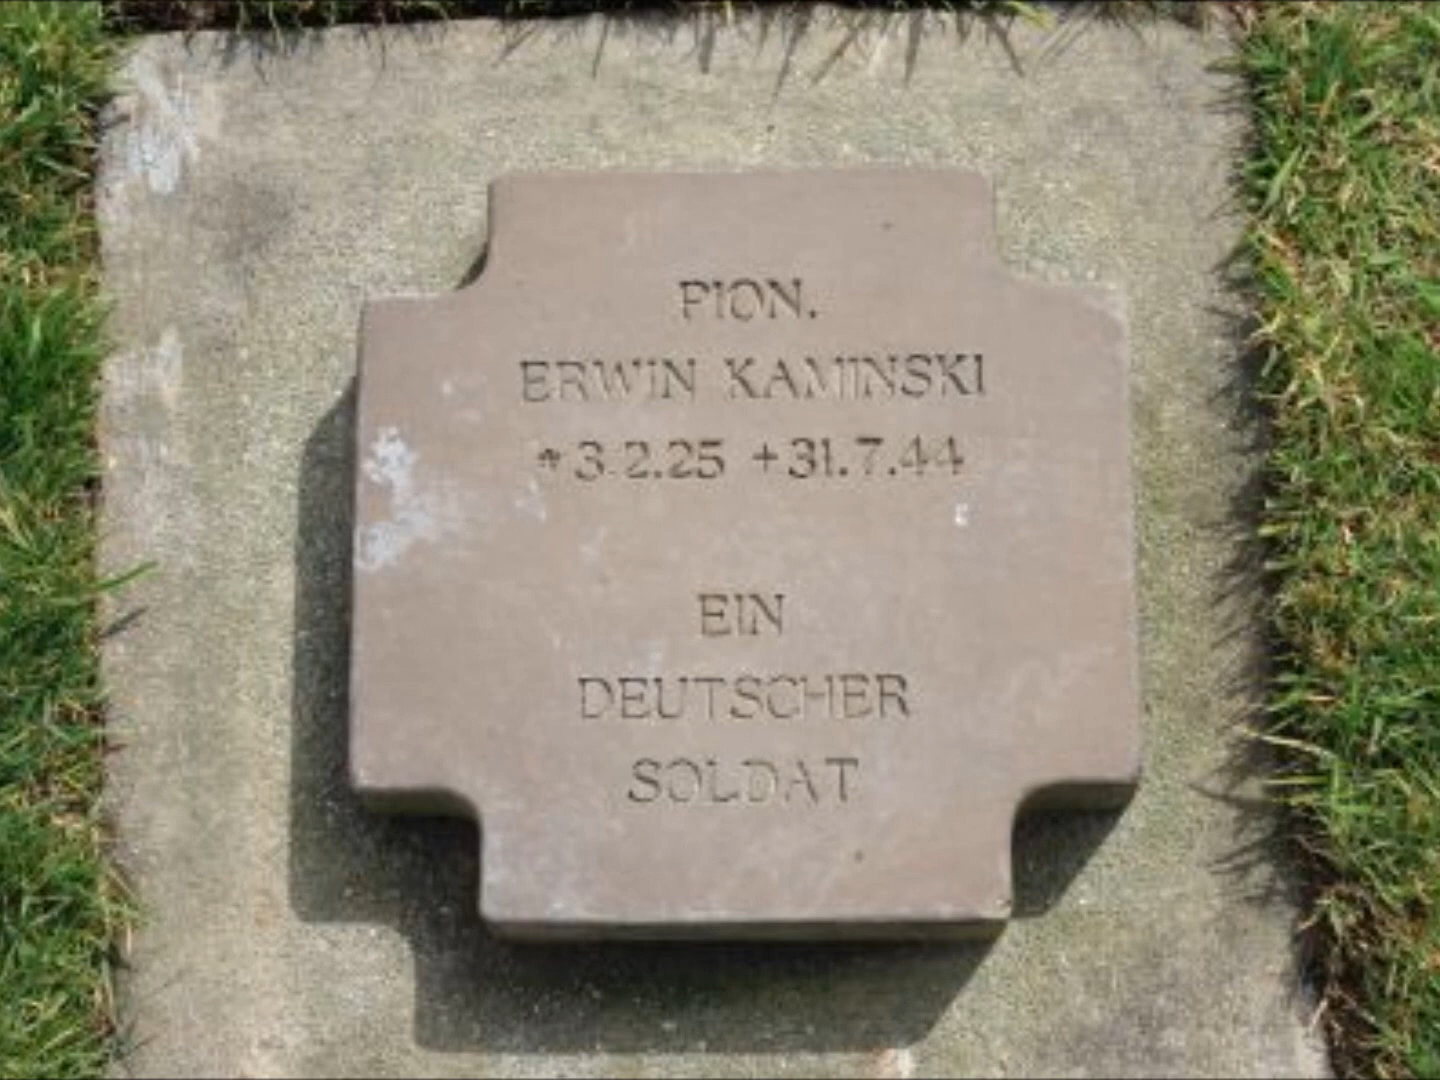 PION.
ERWIN KAMINSKI
* 3.2.25 + 31.7.44
EIN
DEUTSCHER
SOLDAT